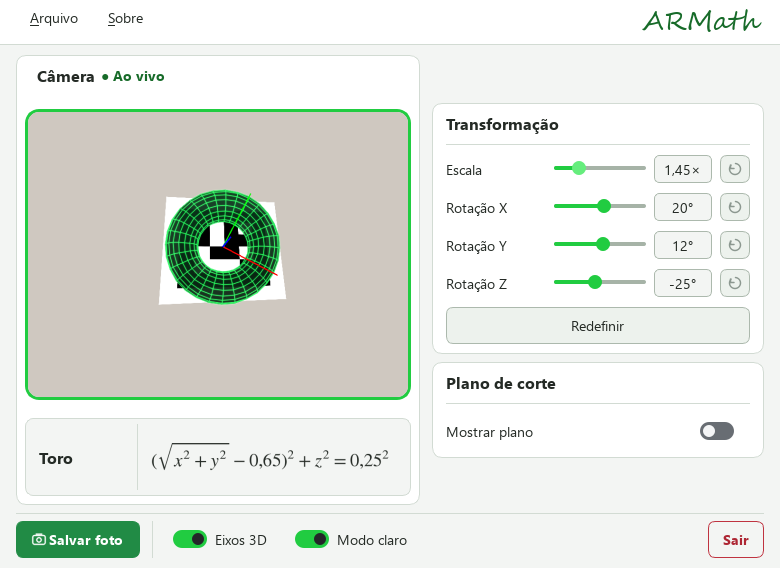 Arquivo Sobre ARMath
Câmera ● Ao vivo
Transformação
Escala 1,45×
Rotação X 20°
Rotação Y 12°
Rotação Z -25°
Redefinir
Plano de corte
Mostrar plano
Toro (√x² + y² − 0,65)² + z² = 0,25²
Salvar foto Eixos 3D Modo claro Sair